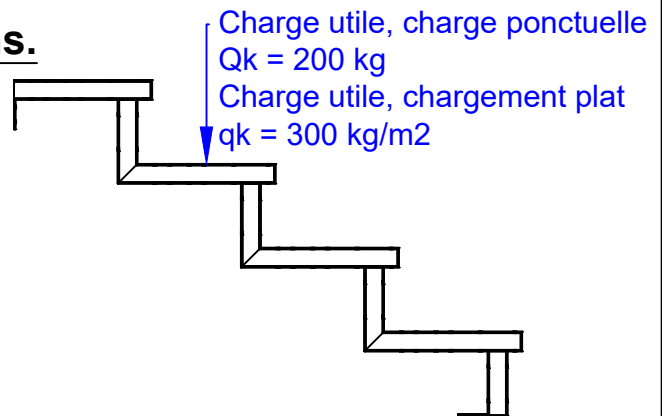 s.
Charge utile, charge ponctuelle
Qk = 200 kg
Charge utile, chargement plat
qk = 300 kg/m2